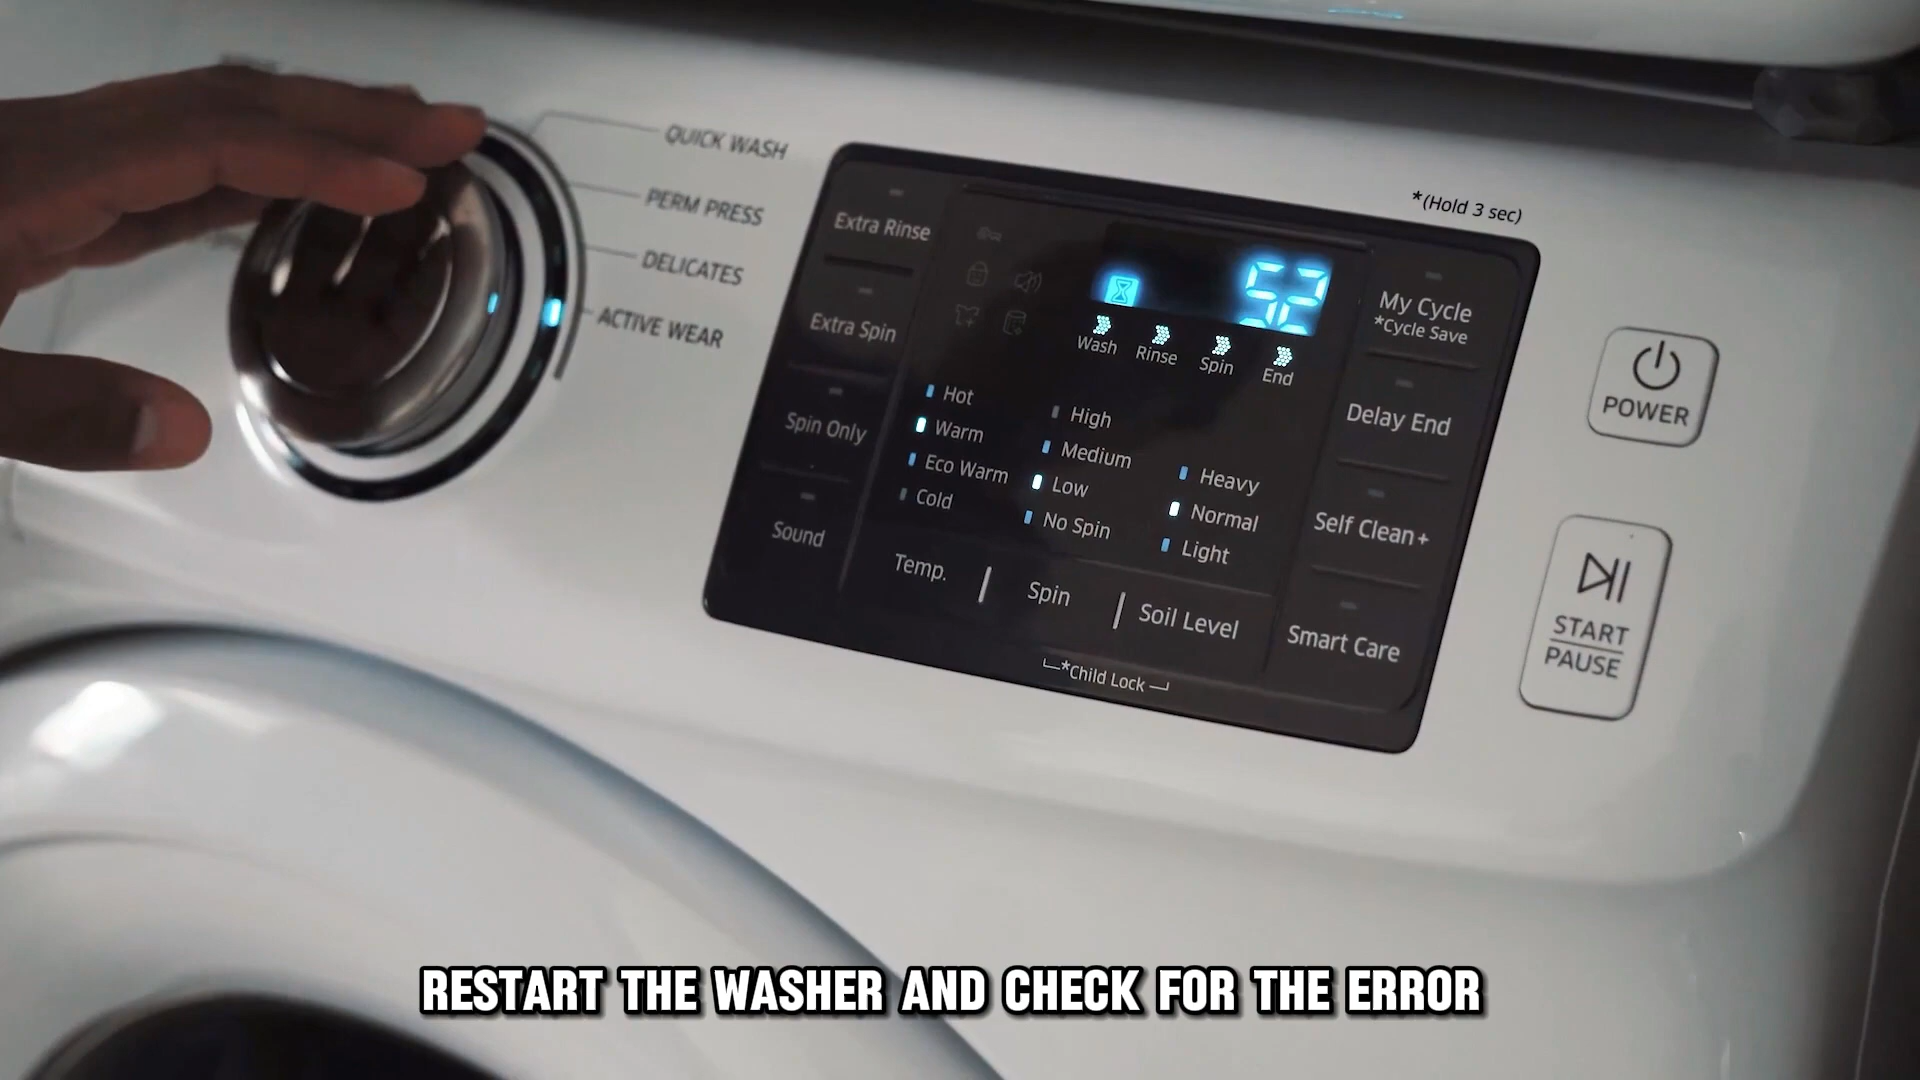 QUICK WASH
PERM PRESS
DELICATES
ACTIVE WEAR
Extra Rinse
Extra Spin
Spin Only
Sound
52
Wash Rinse Spin End
Hot
Warm
Eco Warm
Cold
High
Medium
Low
No Spin
Heavy
Normal
Light
Temp. | Spin | Soil Level
*Child Lock
*(Hold 3 sec)
My Cycle
*Cycle Save
Delay End
Self Clean+
Smart Care
POWER
START
PAUSE
RESTART THE WASHER AND CHECK FOR THE ERROR